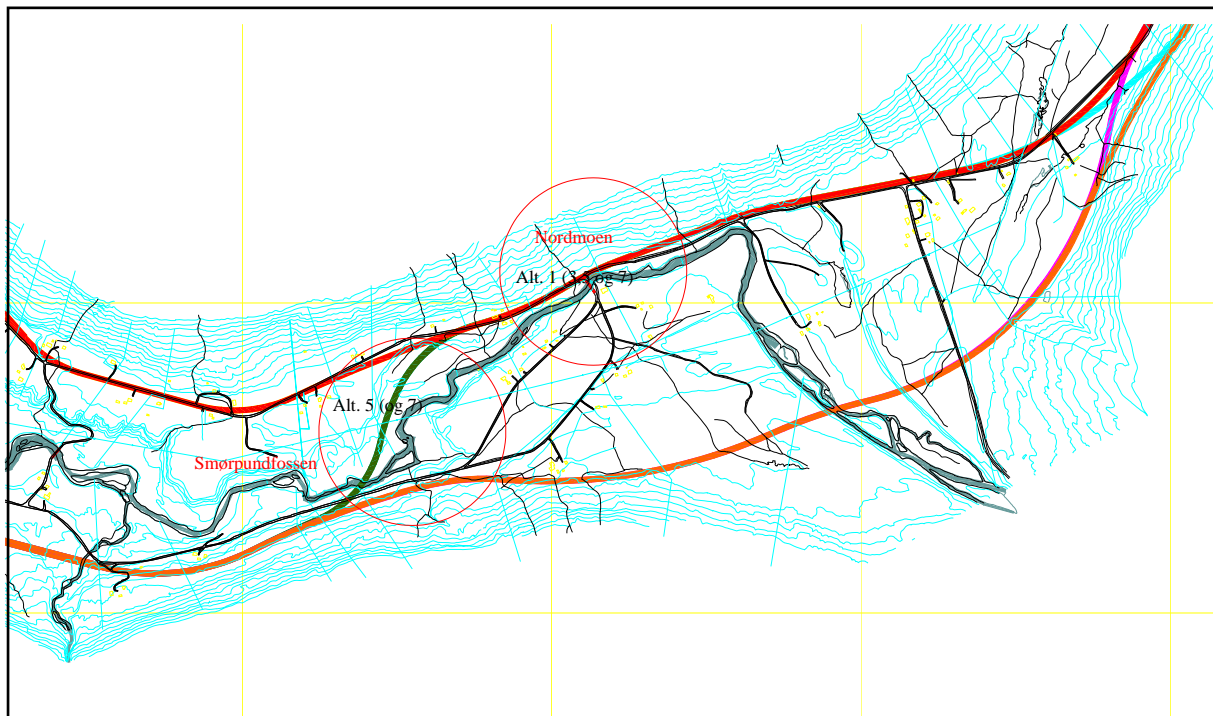 Nordmoen
Alt. 1 (3,5 og 7)
Alt. 5 (og 7)
Smørpundfossen